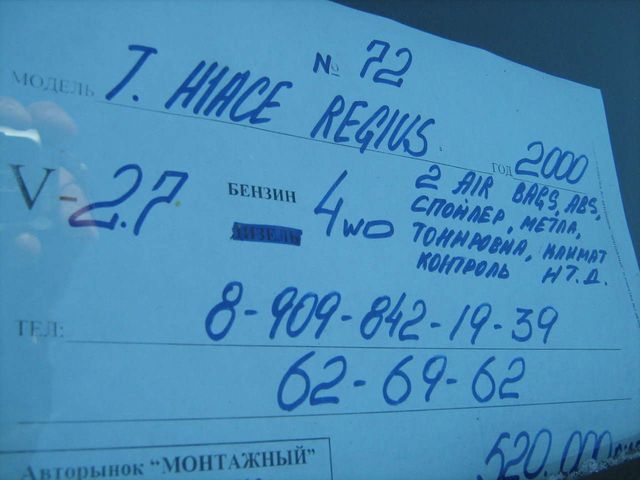 № 72
МОДЕЛЬ T. HIACE REGIUS.
ГОД 2000
V-2.7 БЕНЗИН ДИЗЕЛЬ 4WD
2 AIR BAGS, ABS,
СПОЙЛЕР, МЕТЛА,
ТОНИРОВКА, КЛИМАТ
КОНТРОЛЬ И Т.Д.
ТЕЛ: 8-909-842-19-39
62-69-62
Авторынок “МОНТАЖНЫЙ”
520.000